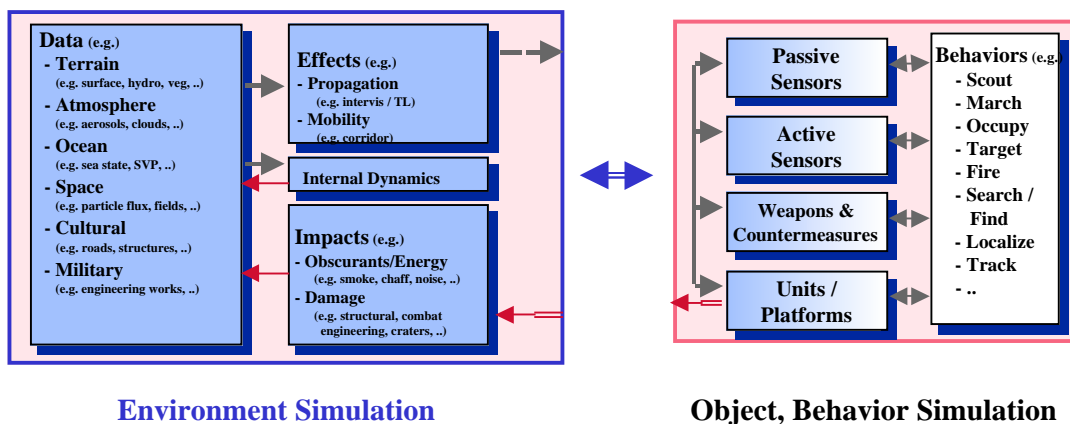 Data (e.g.)
- Terrain
(e.g. surface, hydro, veg, ..)
- Atmosphere
(e.g. aerosols, clouds, ..)
- Ocean
(e.g. sea state, SVP, ..)
- Space
(e.g. particle flux, fields, ..)
- Cultural
(e.g. roads, structures, ..)
- Military
(e.g. engineering works, ..)
Effects (e.g.)
- Propagation
(e.g. intervis / TL)
- Mobility
(e.g. corridor)
Internal Dynamics
Impacts (e.g.)
- Obscurants/Energy
(e.g. smoke, chaff, noise, ..)
- Damage
(e.g. structural, combat
engineering, craters, ..)
Environment Simulation
Passive
Sensors
Active
Sensors
Weapons &
Countermeasures
Units /
Platforms
Behaviors (e.g.)
- Scout
- March
- Occupy
- Target
- Fire
- Search /
Find
- Localize
- Track
- ..
Object, Behavior Simulation